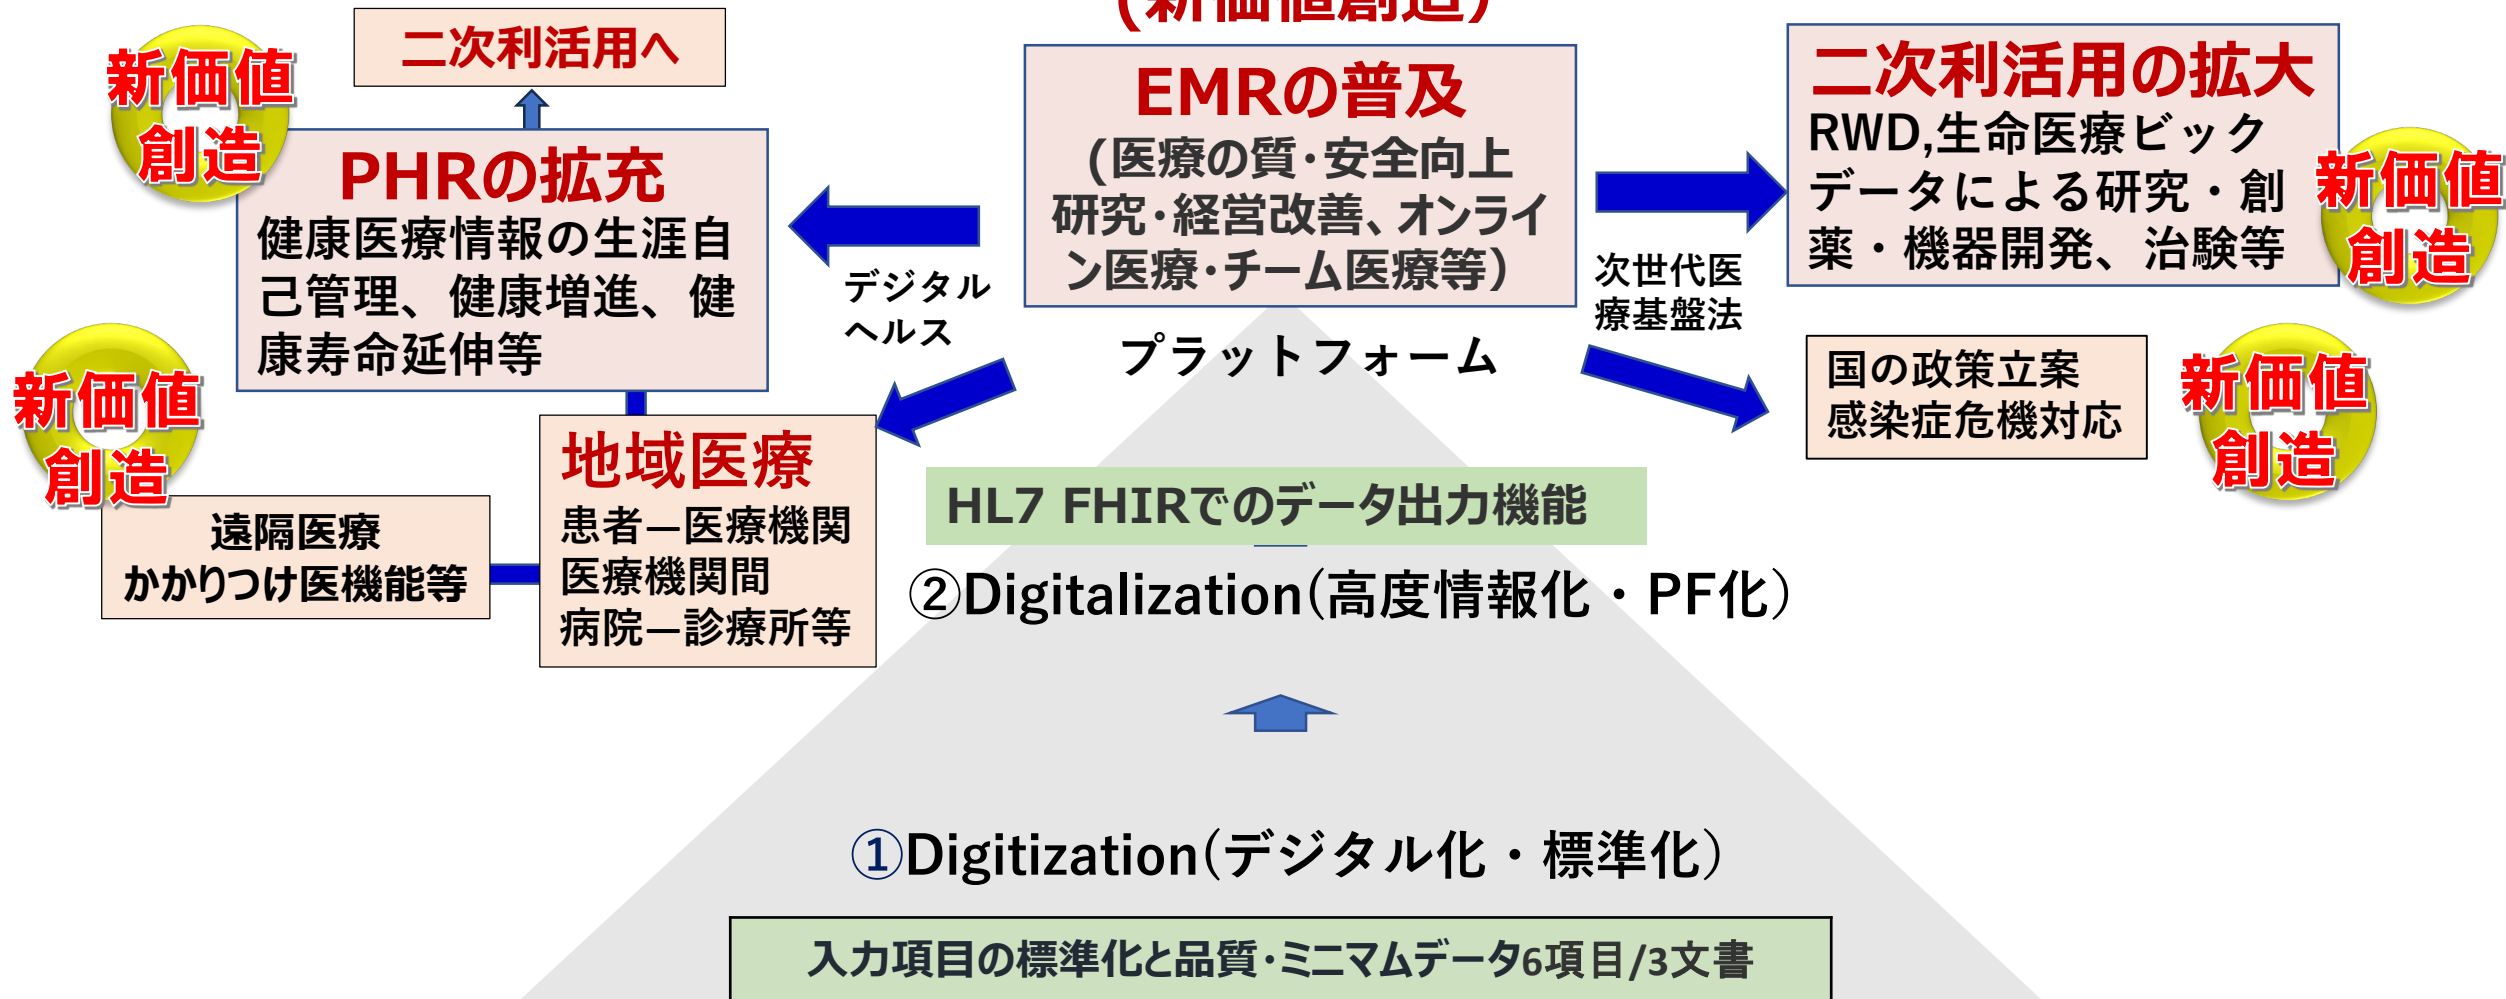 (新価値創造)
二次利活用へ
新価値
創造
PHRの拡充
健康医療情報の生涯自
己管理、健康増進、健
康寿命延伸等
EMRの普及
(医療の質･安全向上
研究･経営改善、オンライ
ン医療･チーム医療等)
二次利活用の拡大
RWD,生命医療ビック
データによる研究・創
薬・機器開発、治験等
新価値
創造
デジタル
ヘルス
次世代医
療基盤法
プラットフォーム
国の政策立案
感染症危機対応
新価値
創造
新価値
創造
地域医療
患者―医療機関
医療機関間
病院―診療所等
遠隔医療
かかりつけ医機能等
HL7 FHIRでのデータ出力機能
②Digitalization(高度情報化・PF化)
①Digitization(デジタル化・標準化)
入力項目の標準化と品質･ミニマムデータ6項目/3文書